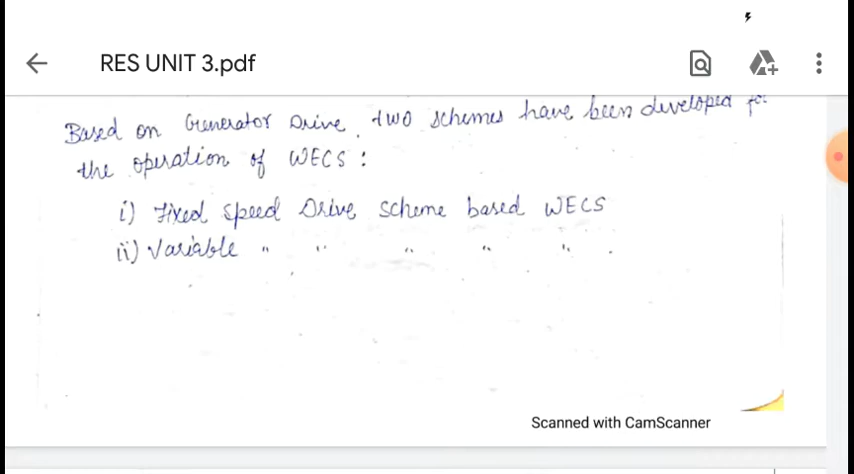 RES UNIT 3.pdf
Based on Generator Drive, two schemes have been developed for
the operation of WECS :
i) Fixed Speed Drive scheme based WECS
ii) Variable " " " " " .
Scanned with CamScanner